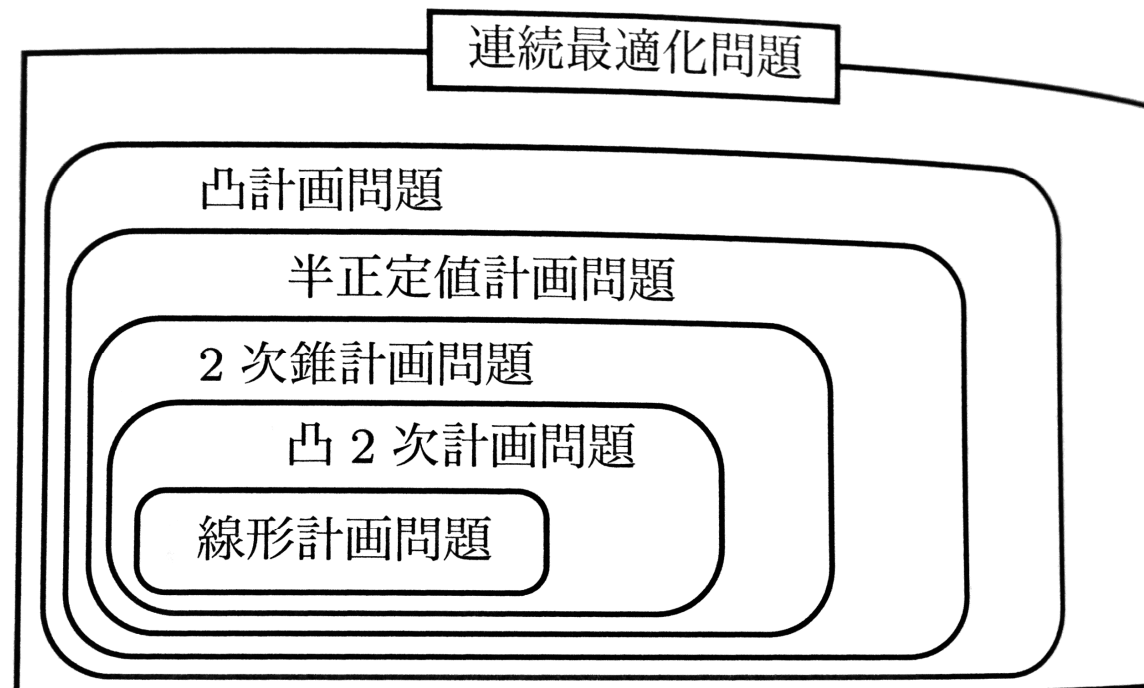 連続最適化問題
凸計画問題
半正定値計画問題
2 次錐計画問題
凸 2 次計画問題
線形計画問題